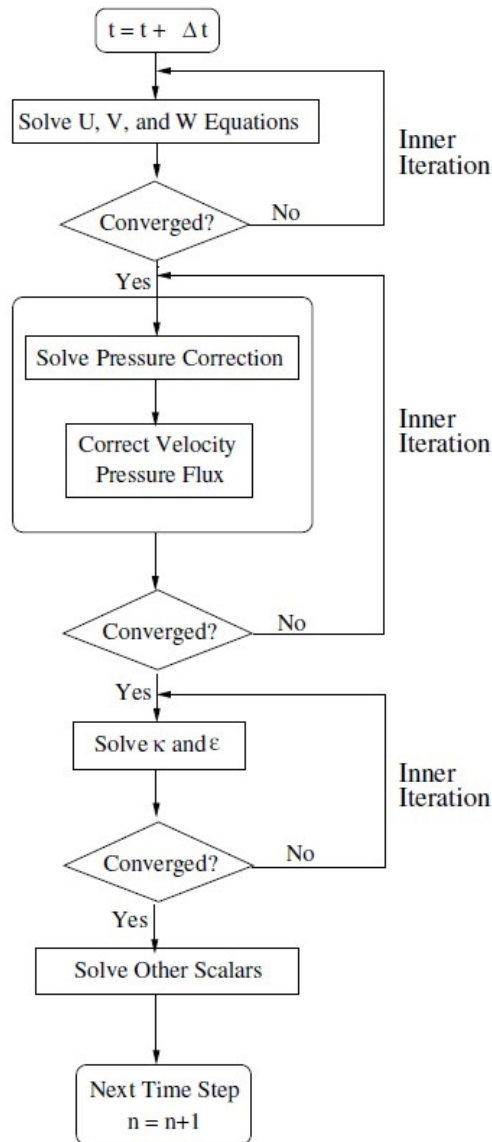 t = t + Δt
Solve U, V, and W Equations
Inner
Iteration
Converged?
No
Yes
Solve Pressure Correction
Correct Velocity
Pressure Flux
Inner
Iteration
Converged?
No
Yes
Solve κ and ε
Inner
Iteration
Converged?
No
Yes
Solve Other Scalars
Next Time Step
n = n+1